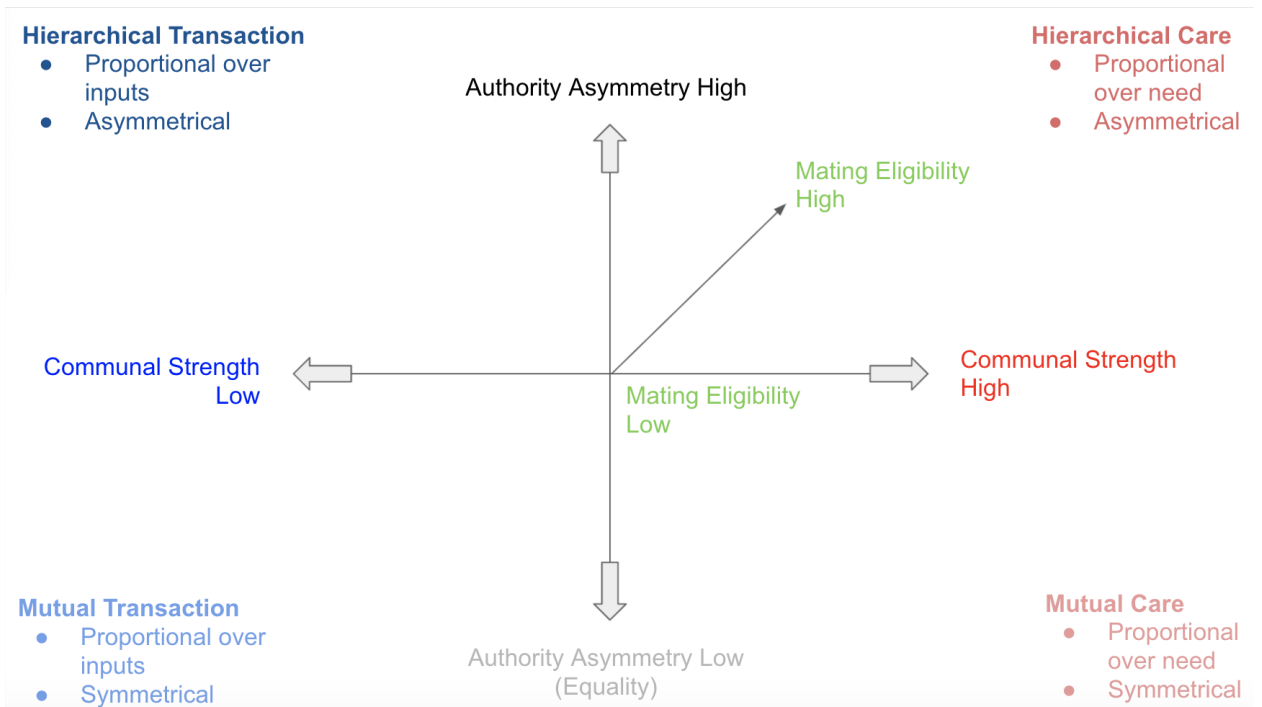 Hierarchical Transaction
● Proportional over
inputs
● Asymmetrical
Authority Asymmetry High
Hierarchical Care
● Proportional
over need
● Asymmetrical
Mating Eligibility
High
Communal Strength
Low
Communal Strength
High
Mating Eligibility
Low
Mutual Transaction
● Proportional over
inputs
● Symmetrical
Authority Asymmetry Low
(Equality)
Mutual Care
● Proportional
over need
● Symmetrical